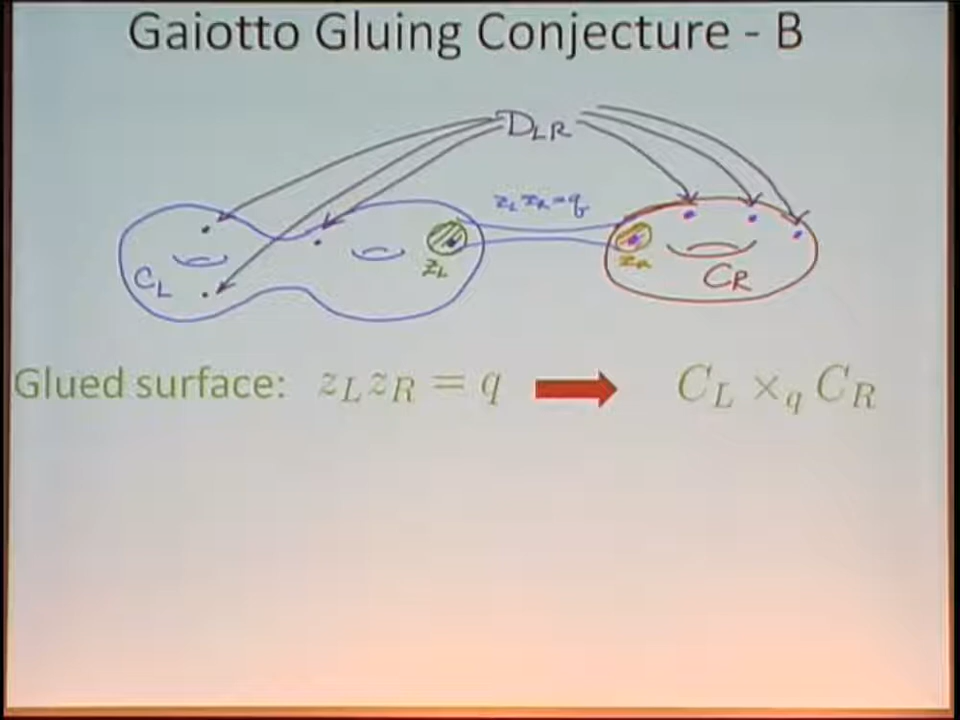 Gaiotto Gluing Conjecture - B
D_LR
z_L z_R = q
C_L
z_L
z_R
C_R
Glued surface: z_L z_R = q → C_L ×_q C_R